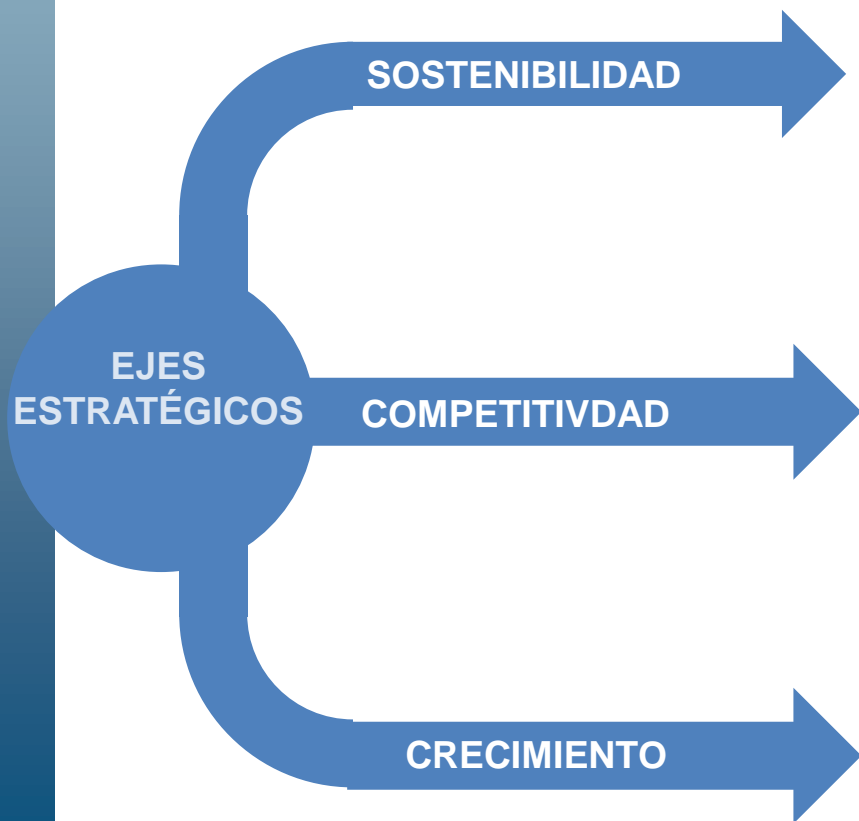 SOSTENIBILIDAD
EJES
ESTRATÉGICOS
COMPETITIVDAD
CRECIMIENTO